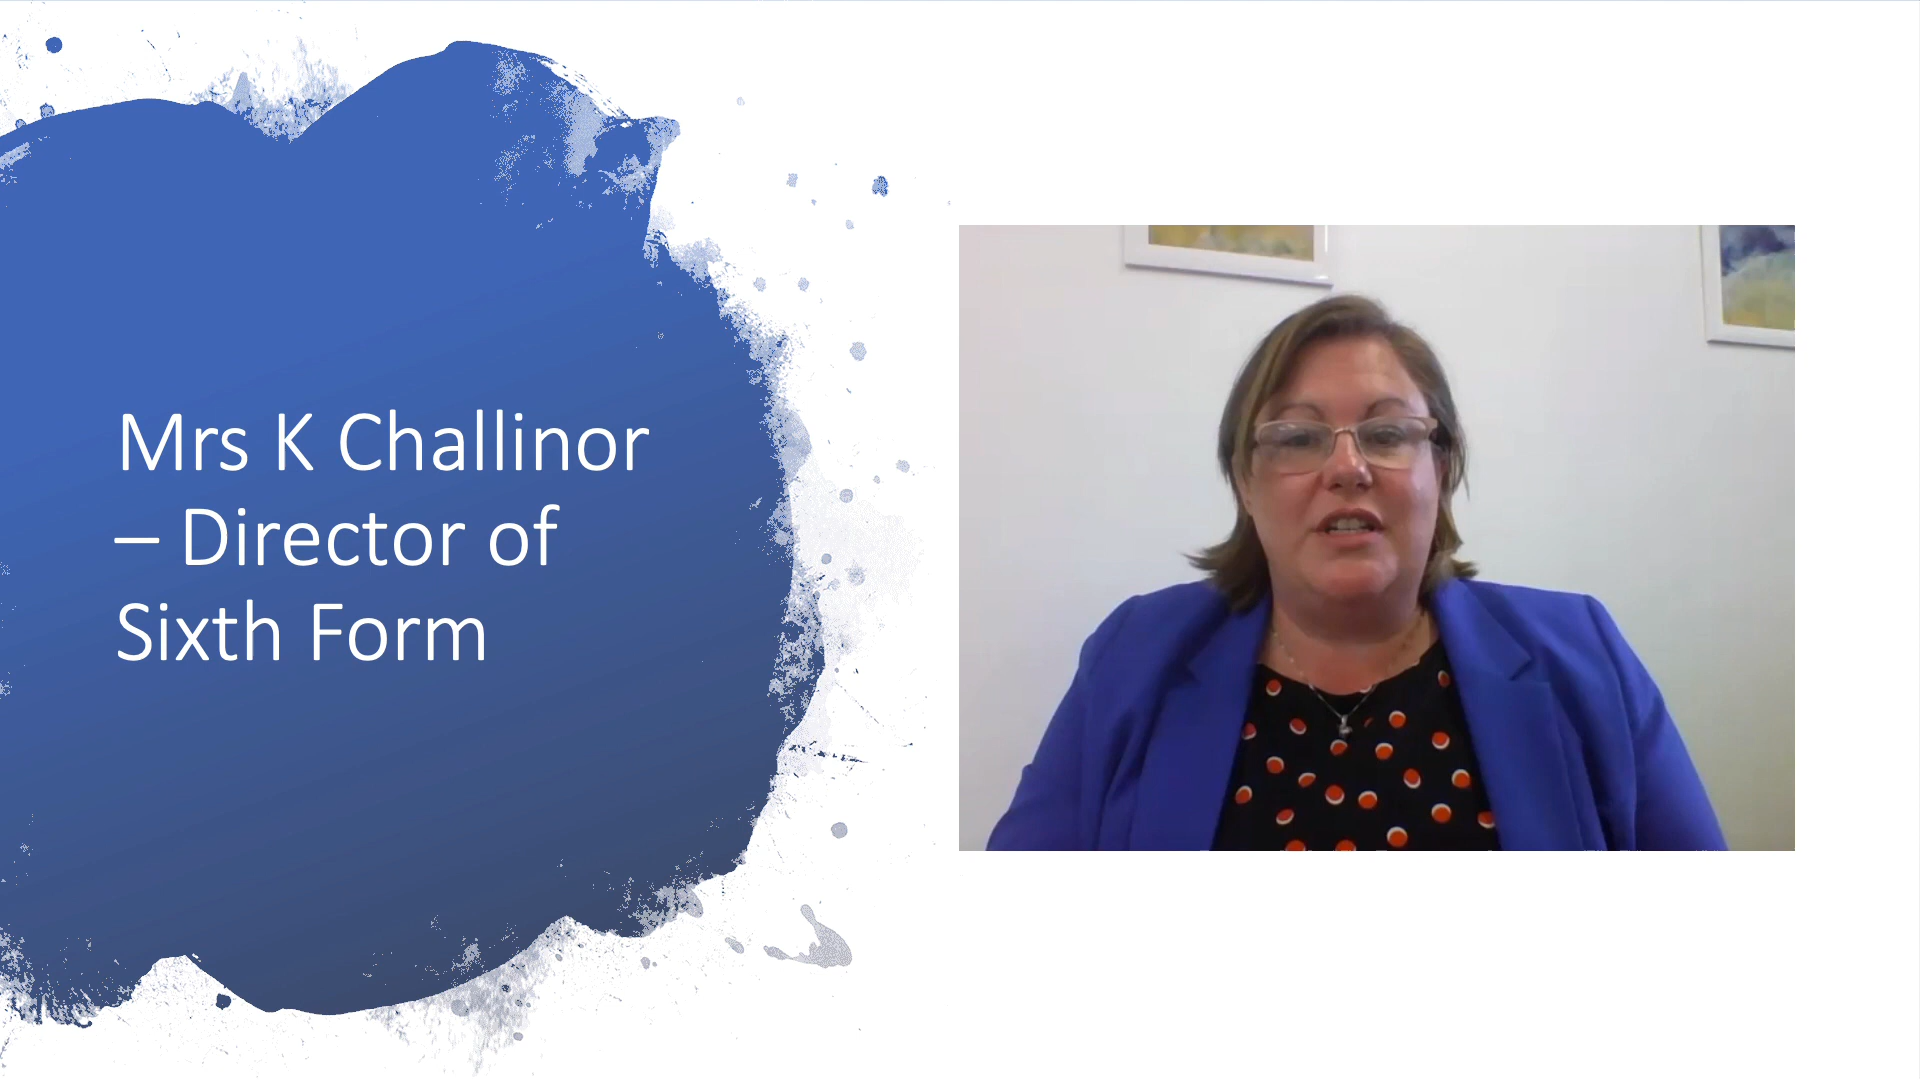 Mrs K Challinor
– Director of
Sixth Form